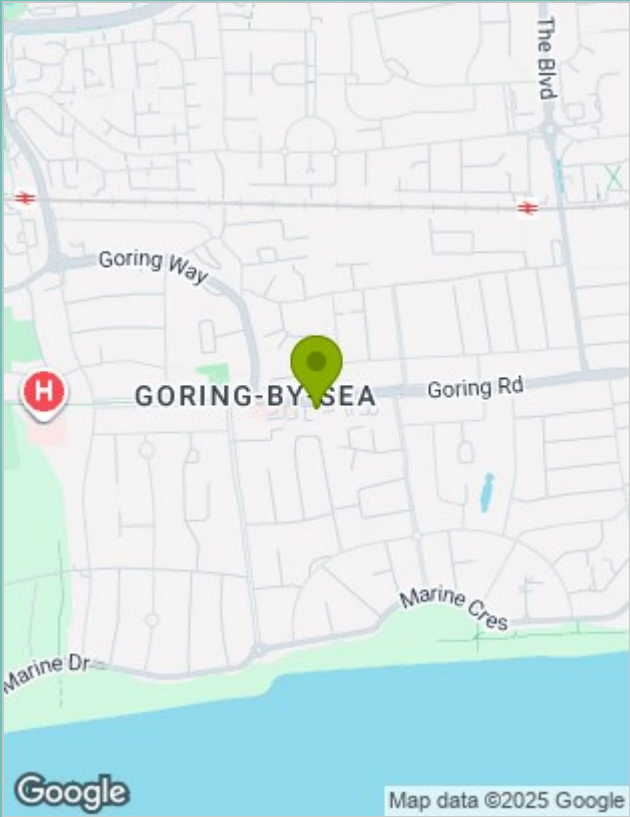 The Blvd
Goring Way
H
GORING-BY-SEA
Goring Rd
Marine Cres
Marine Dr
Google
Map data ©2025 Google